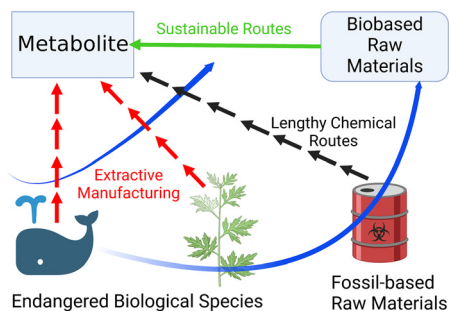 Metabolite
Sustainable Routes
Biobased
Raw
Materials
Lengthy Chemical
Routes
Extractive
Manufacturing
Endangered Biological Species
Fossil-based
Raw Materials